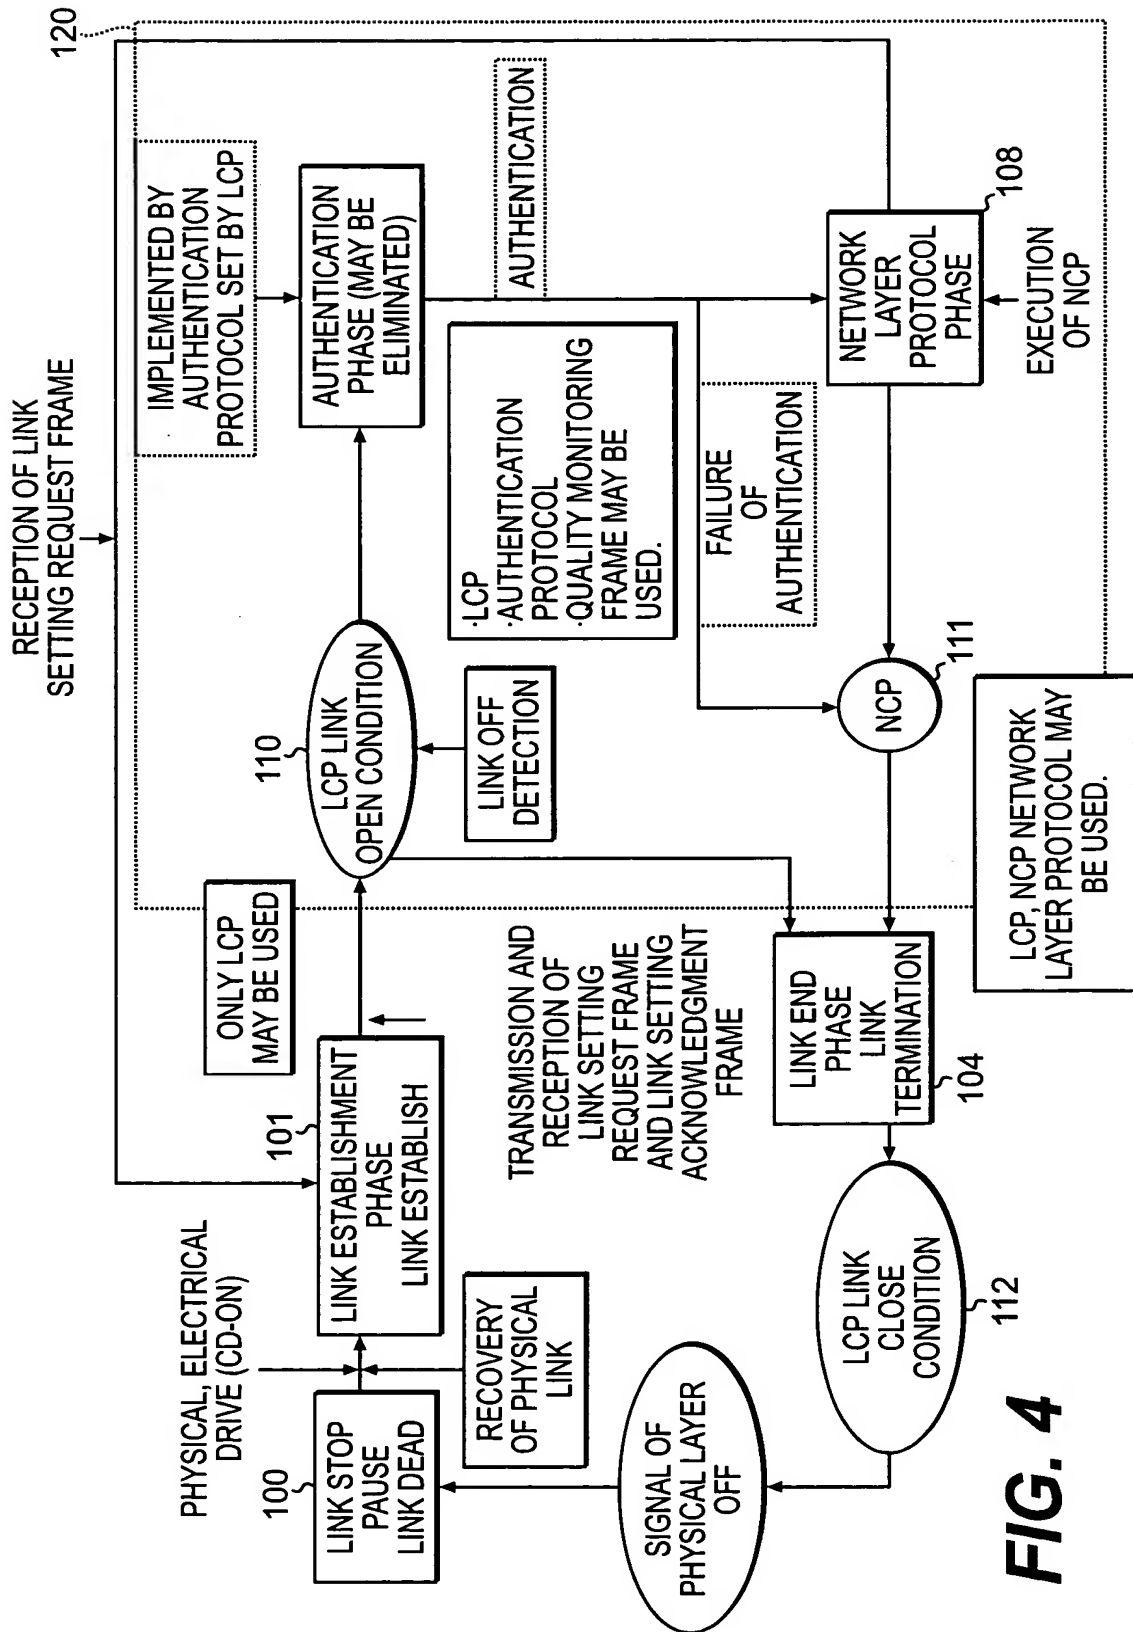 RECEPTION OF LINK
SETTING REQUEST FRAME
120
IMPLEMENTED BY
AUTHENTICATION
PROTOCOL SET BY LCP
PHYSICAL, ELECTRICAL
DRIVE (CD-ON)
100
LINK STOP
PAUSE
LINK DEAD
RECOVERY
OF PHYSICAL
LINK
101
LINK ESTABLISHMENT
PHASE
LINK ESTABLISH
ONLY LCP
MAY BE USED
110
LCP LINK
OPEN CONDITION
LINK OFF
DETECTION
AUTHENTICATION
PHASE (MAY BE
ELIMINATED)
AUTHENTICATION
·LCP
·AUTHENTICATION
PROTOCOL
·QUALITY MONITORING
FRAME MAY BE
USED.
TRANSMISSION AND
RECEPTION OF
LINK SETTING
REQUEST FRAME
AND LINK SETTING
ACKNOWLEDGMENT
FRAME
FAILURE
OF
AUTHENTICATION
SIGNAL OF
PHYSICAL LAYER
OFF
LCP LINK
CLOSE
CONDITION
112
LINK END
PHASE
LINK
TERMINATION
104
NCP
111
NETWORK
LAYER
PROTOCOL
PHASE
108
EXECUTION
OF NCP
LCP, NCP NETWORK
LAYER PROTOCOL MAY
BE USED.
FIG. 4